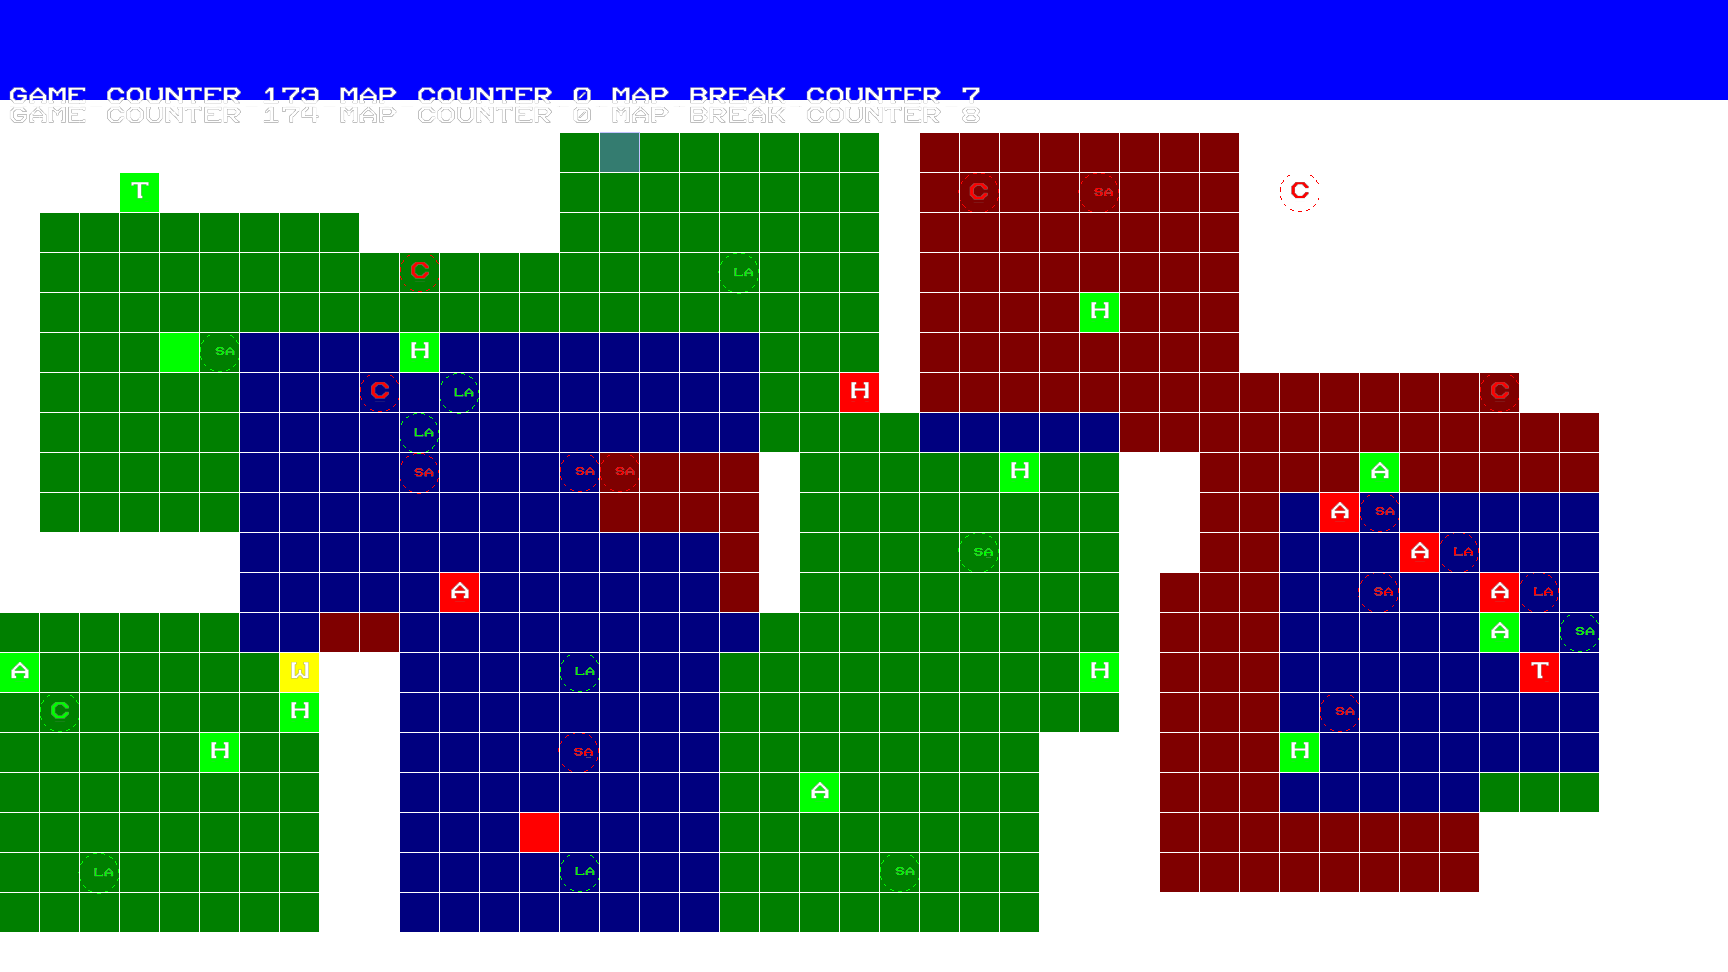 GAME COUNTER 173 MAP COUNTER 0 MAP BREAK COUNTER 7
GAME COUNTER 174 MAP COUNTER 0 MAP BREAK COUNTER 8
T C SA C
C LA
H
SA H
C LA H C
LA
SA SA SA H A
A SA
SA A LA
A SA A LA
A SA
A W LA H T
C H SA
H SA H
A
LA LA SA